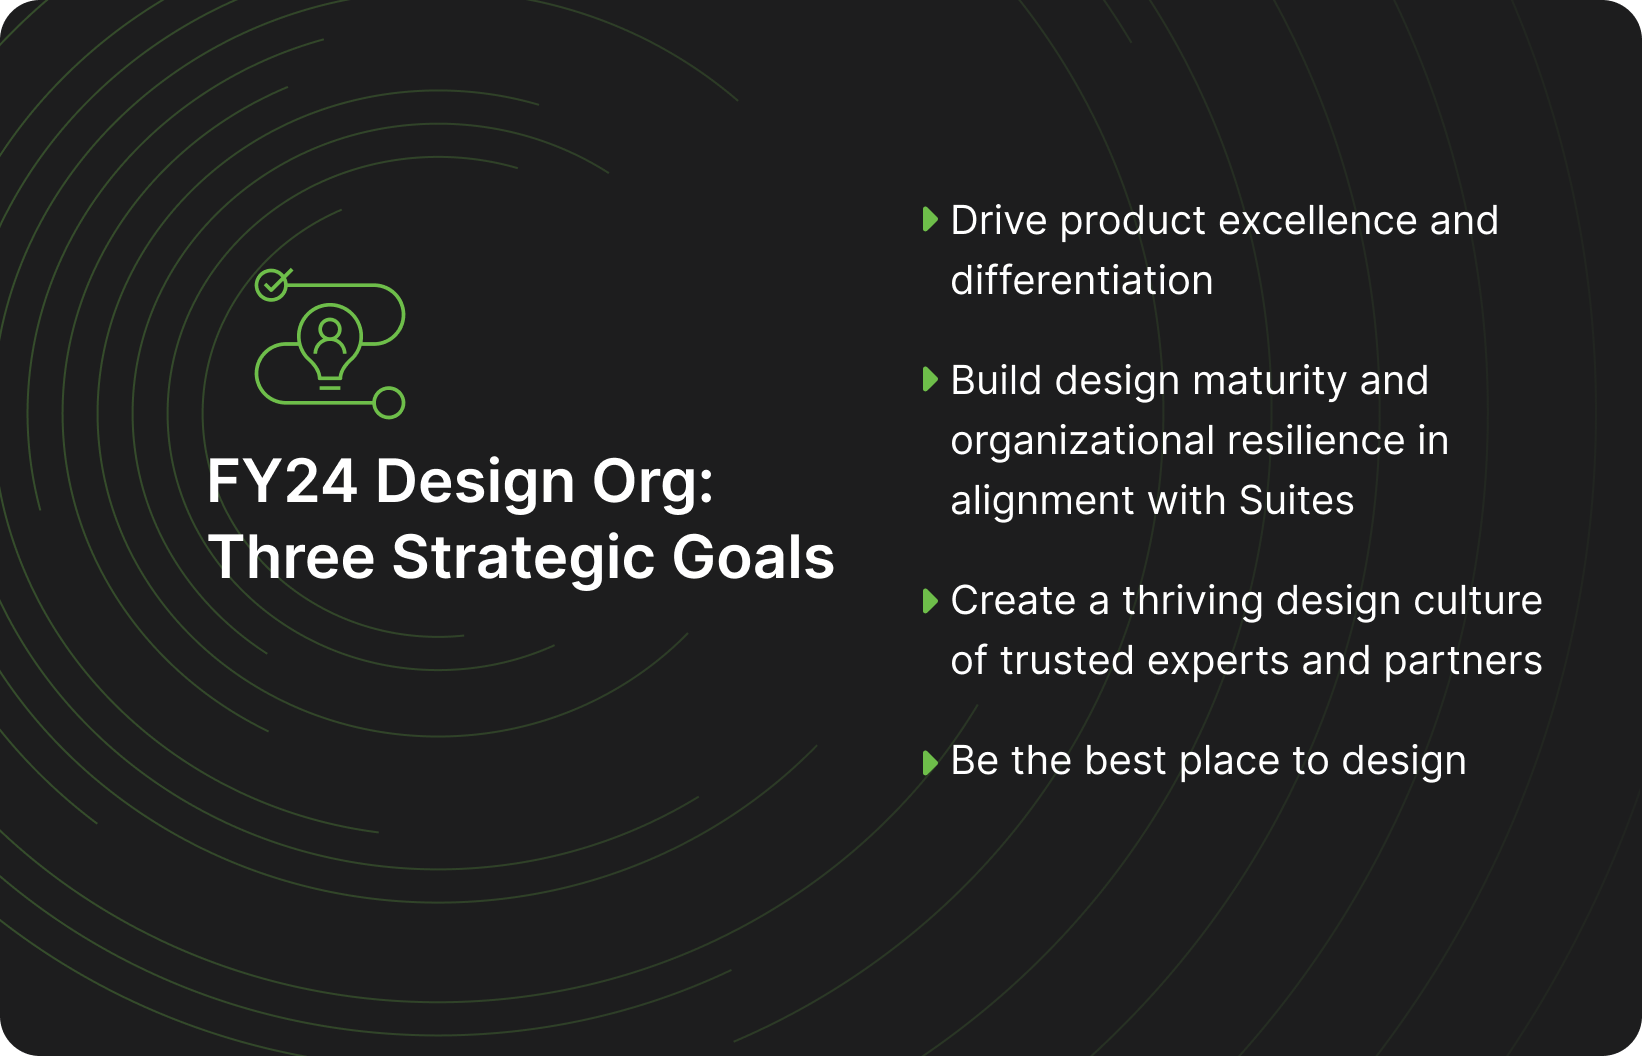 FY24 Design Org:
Three Strategic Goals
Drive product excellence and
differentiation
Build design maturity and
organizational resilience in
alignment with Suites
Create a thriving design culture
of trusted experts and partners
Be the best place to design